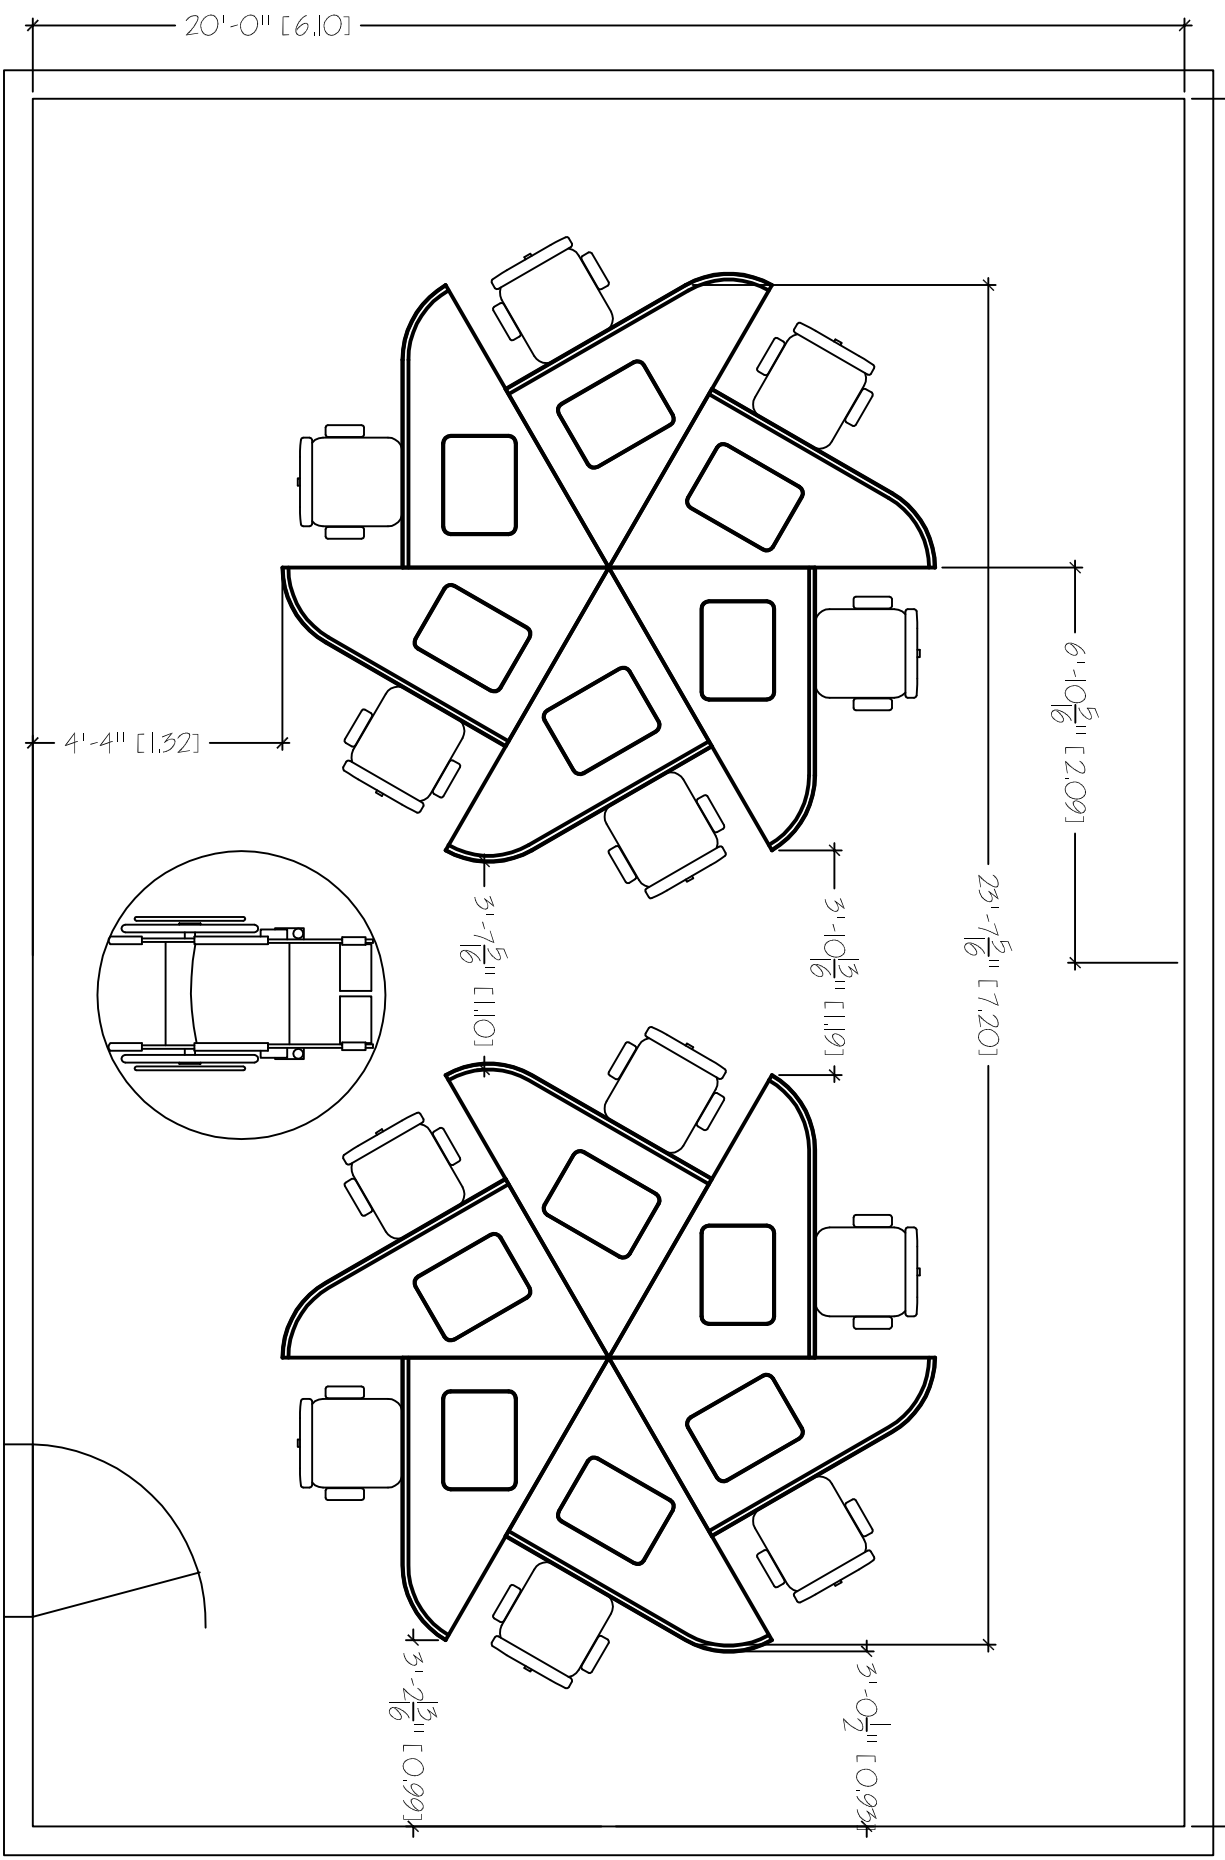 20'-0" [6.10]
6'-10 5/16" [2.09]
4'-4" [1.32]
3'-7 5/16" [1.10]
3'-10 13/16" [1.19]
23'-7 5/16" [7.20]
3'-2 13/16" [0.99]
3'-0 1/2" [0.93]